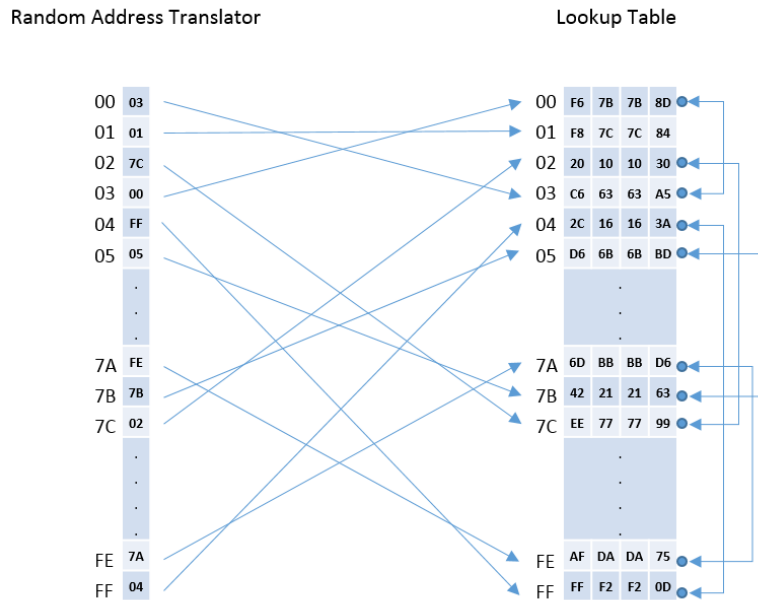 Random Address Translator Lookup Table
00 03 00 F6 7B 7B 8D
01 01 01 F8 7C 7C 84
02 7C 02 20 10 10 30
03 00 03 C6 63 63 A5
04 FF 04 2C 16 16 3A
05 05 05 D6 6B 6B BD
. .
. .
. .
7A FE 7A 6D BB BB D6
7B 7B 7B 42 21 21 63
7C 02 7C EE 77 77 99
. .
. .
. .
. .
FE 7A FE AF DA DA 75
FF 04 FF FF F2 F2 0D